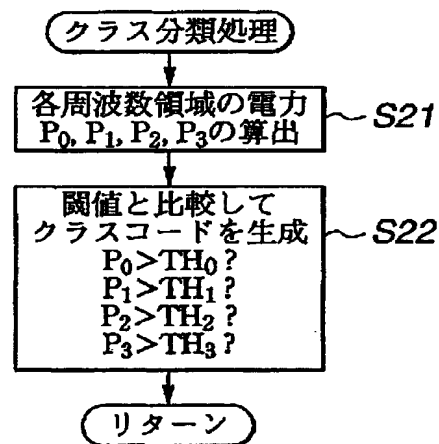 クラス分類処理
各周波数領域の電力
P₀, P₁, P₂, P₃の算出
S21
閾値と比較して
クラスコードを生成
S22
P₀>TH₀?
P₁>TH₁?
P₂>TH₂?
P₃>TH₃?
リターン